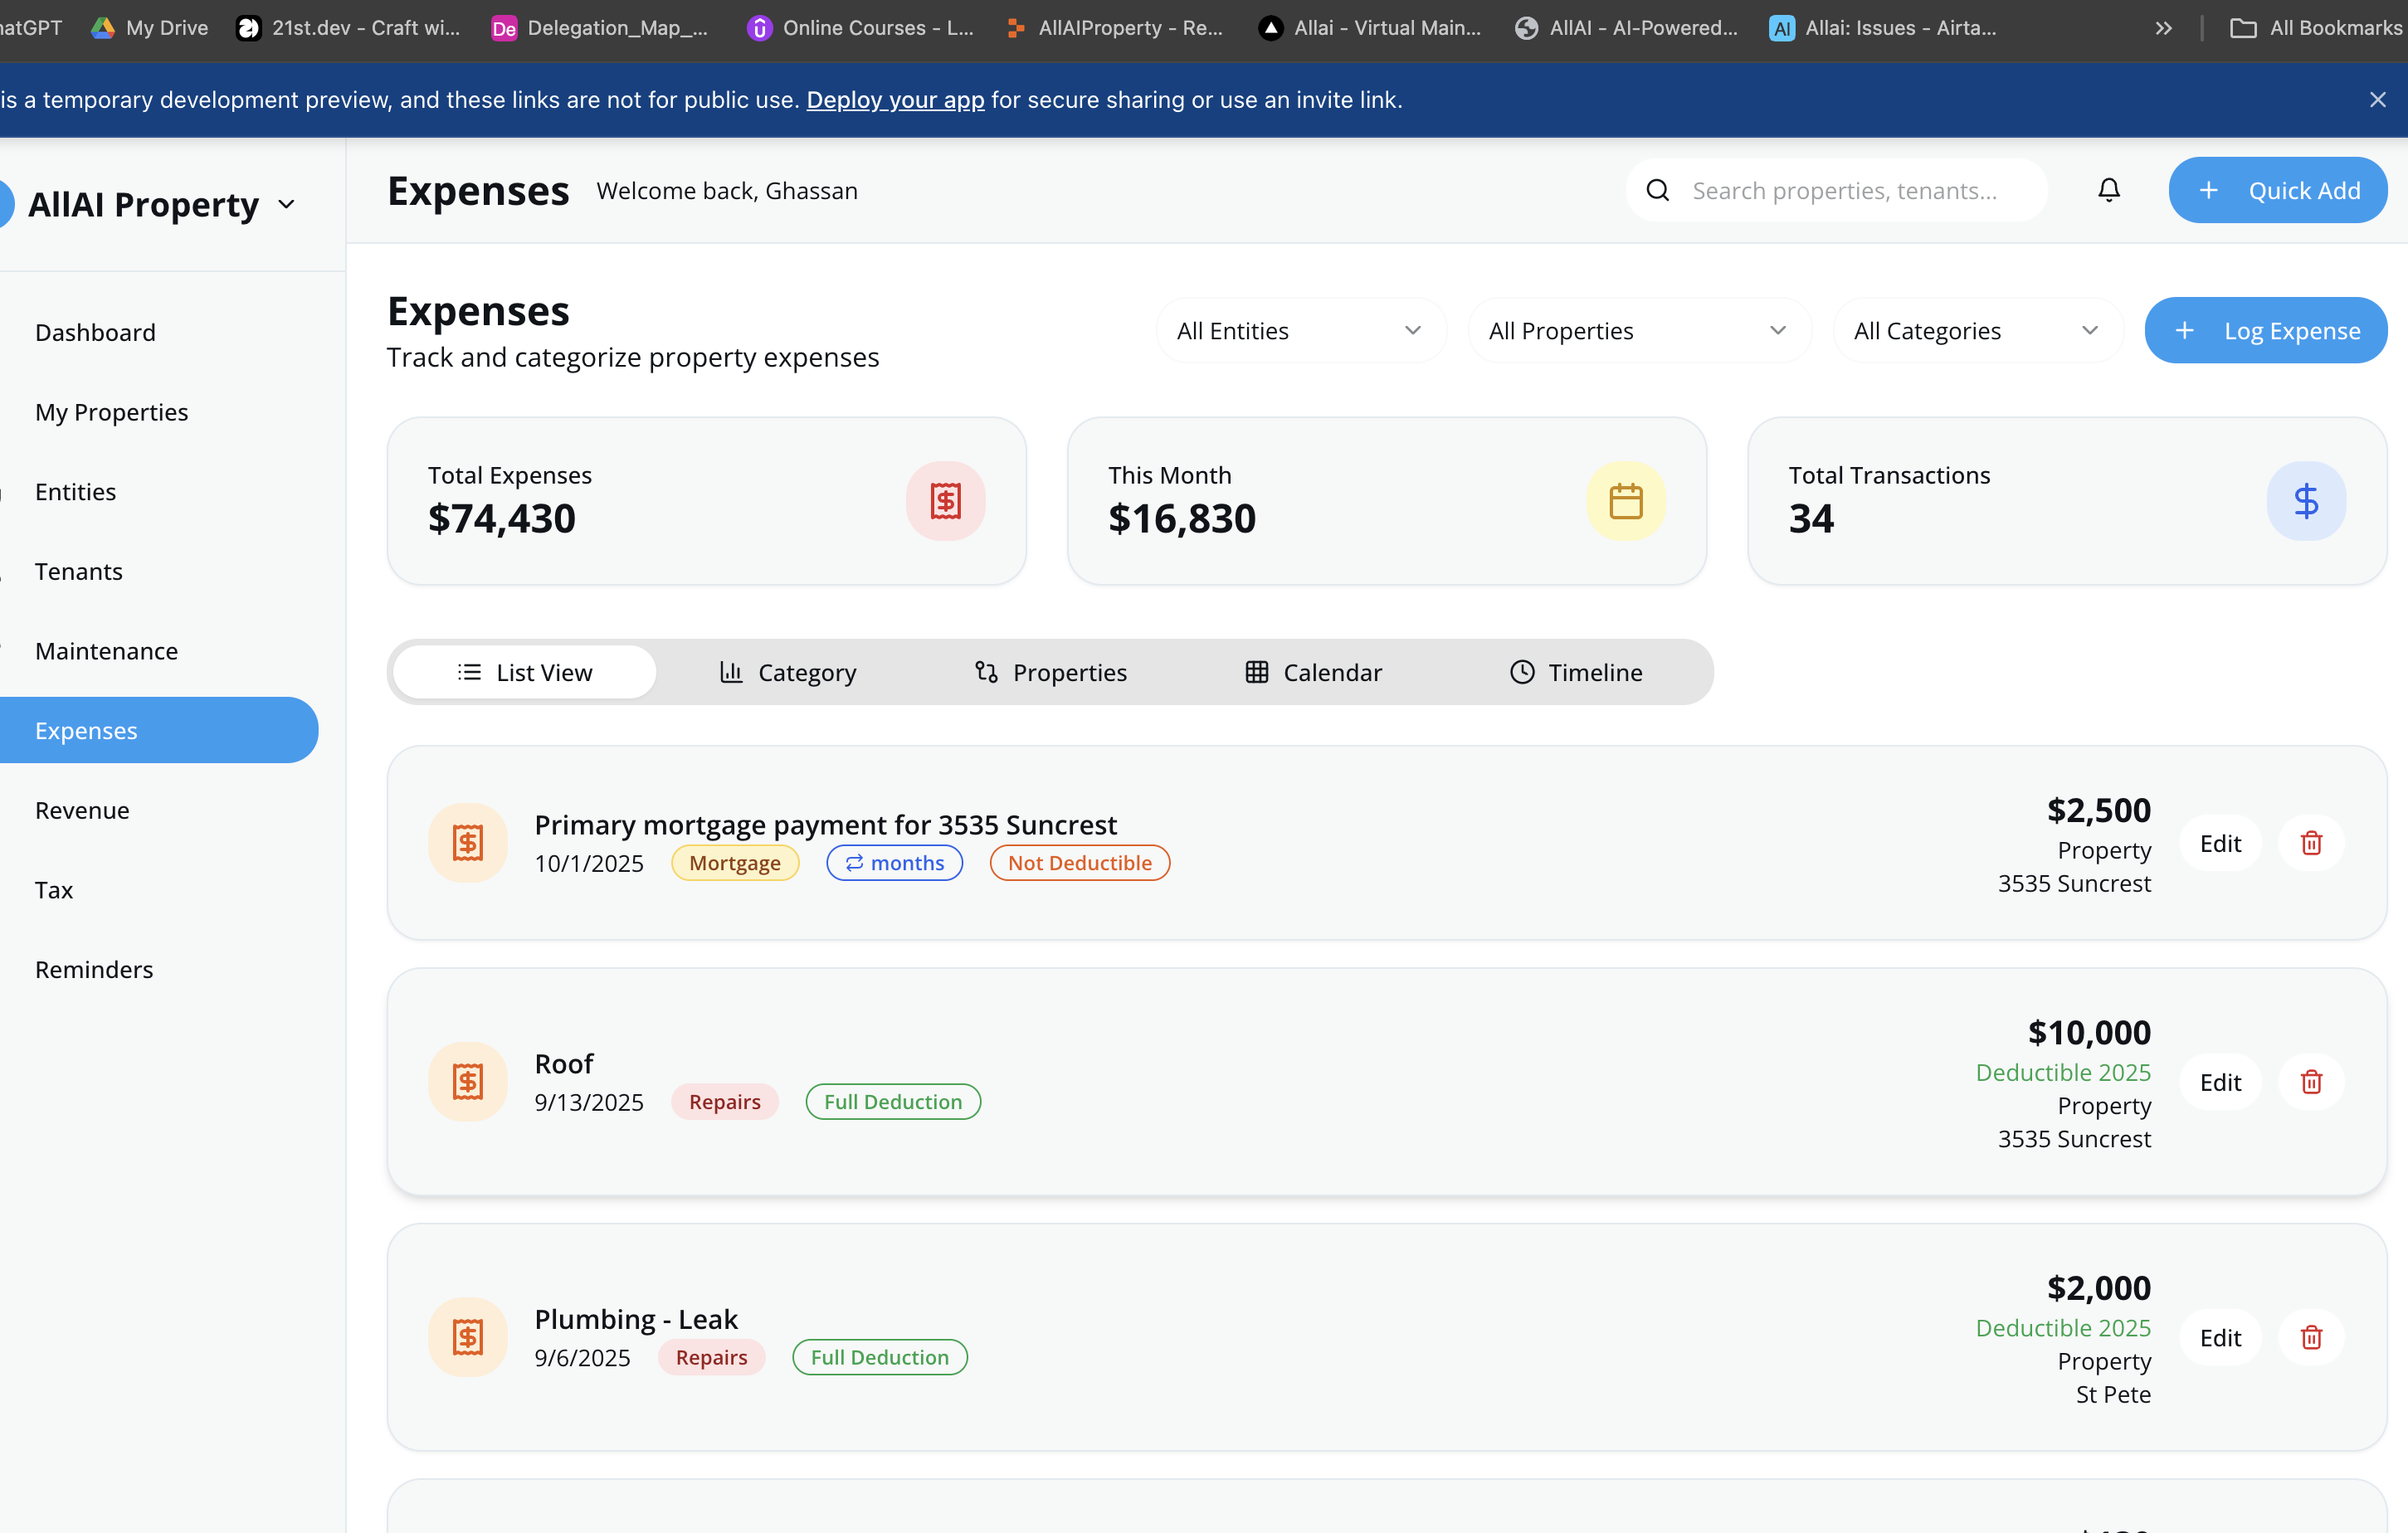 atGPT My Drive 21st.dev - Craft wi... De Delegation_Map_... Online Courses - L... AllAIProperty - Re... Allai - Virtual Main... AllAI - AI-Powered... AI Allai: Issues - Airta... All Bookmarks
is a temporary development preview, and these links are not for public use. Deploy your app for secure sharing or use an invite link.
AllAI Property
Expenses Welcome back, Ghassan Search properties, tenants... Quick Add
Dashboard
My Properties
Entities
Tenants
Maintenance
Expenses
Revenue
Tax
Reminders
Expenses
Track and categorize property expenses
All Entities All Properties All Categories Log Expense
Total Expenses
$74,430
This Month
$16,830
Total Transactions
34
List View Category Properties Calendar Timeline
Primary mortgage payment for 3535 Suncrest
10/1/2025 Mortgage months Not Deductible
$2,500
Property
3535 Suncrest
Edit
Roof
9/13/2025 Repairs Full Deduction
$10,000
Deductible 2025
Property
3535 Suncrest
Edit
Plumbing - Leak
9/6/2025 Repairs Full Deduction
$2,000
Deductible 2025
Property
St Pete
Edit